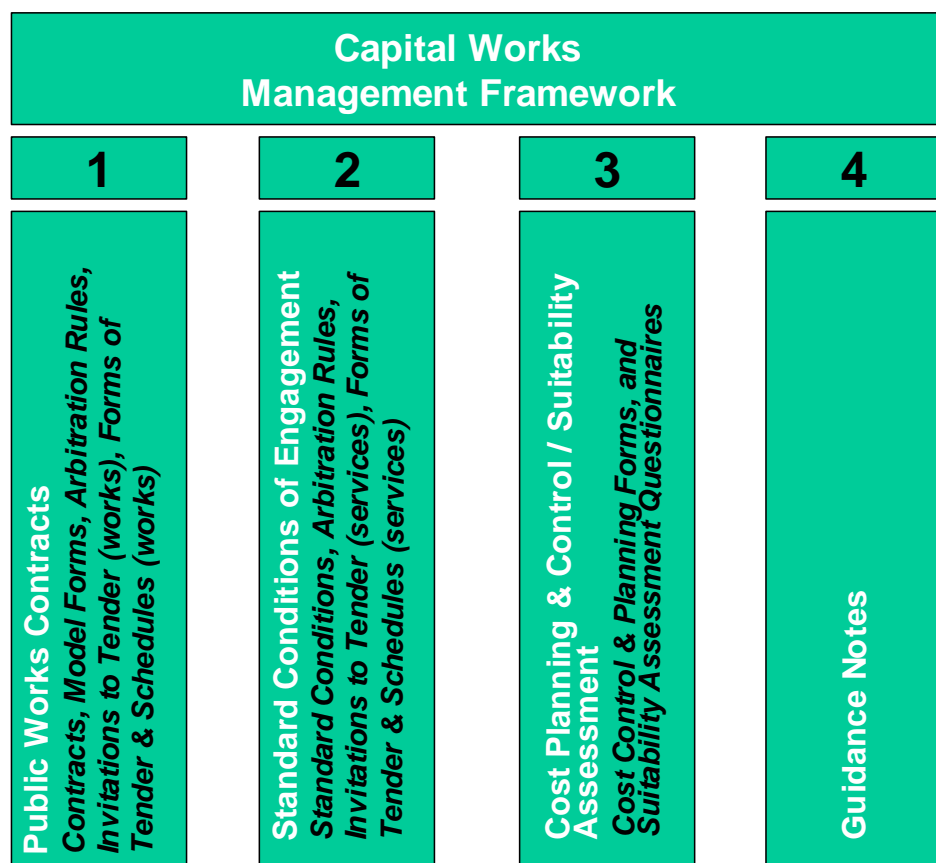 Capital Works
Management Framework
1
2
3
4
Public Works Contracts
Contracts, Model Forms, Arbitration Rules,
Invitations to Tender (works), Forms of
Tender & Schedules (works)
Standard Conditions of Engagement
Standard Conditions, Arbitration Rules,
Invitations to Tender (services), Forms of
Tender & Schedules (services)
Cost Planning & Control / Suitability
Assessment
Cost Control & Planning Forms, and
Suitability Assessment Questionnaires
Guidance Notes